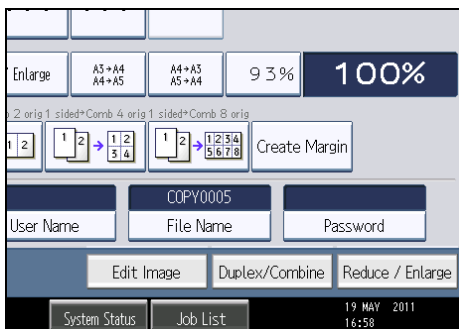 Enlarge
A3→A4
A4→A5
A4→A3
A5→A4
93%
100%
2 orig 1 sided→Comb 4 orig 1 sided→Comb 8 orig
1 2
1 2 → 1 2 3 4
1 2 → 1 2 3 4 5 6 7 8
Create Margin
COPY0005
User Name
File Name
Password
Edit Image
Duplex/Combine
Reduce / Enlarge
System Status
Job List
19 MAY 2011
16:58